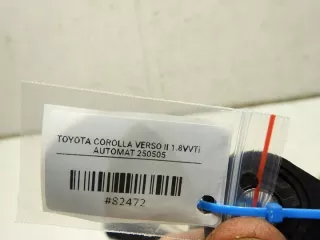 TOYOTA COROLLA VERSO II 1.8VVTi
AUTOMAT 250505
#82472